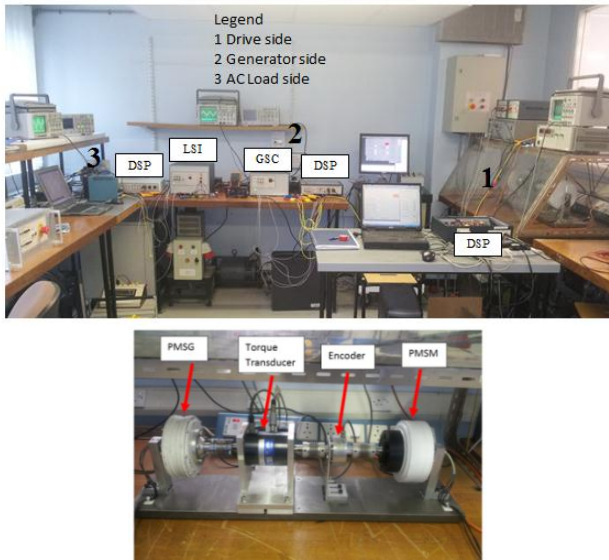 Legend
1 Drive side
2 Generator side
3 AC Load side
2
3
DSP
LSI
GSC
DSP
1
DSP
PMSG
Torque
Transducer
Encoder
PMSM